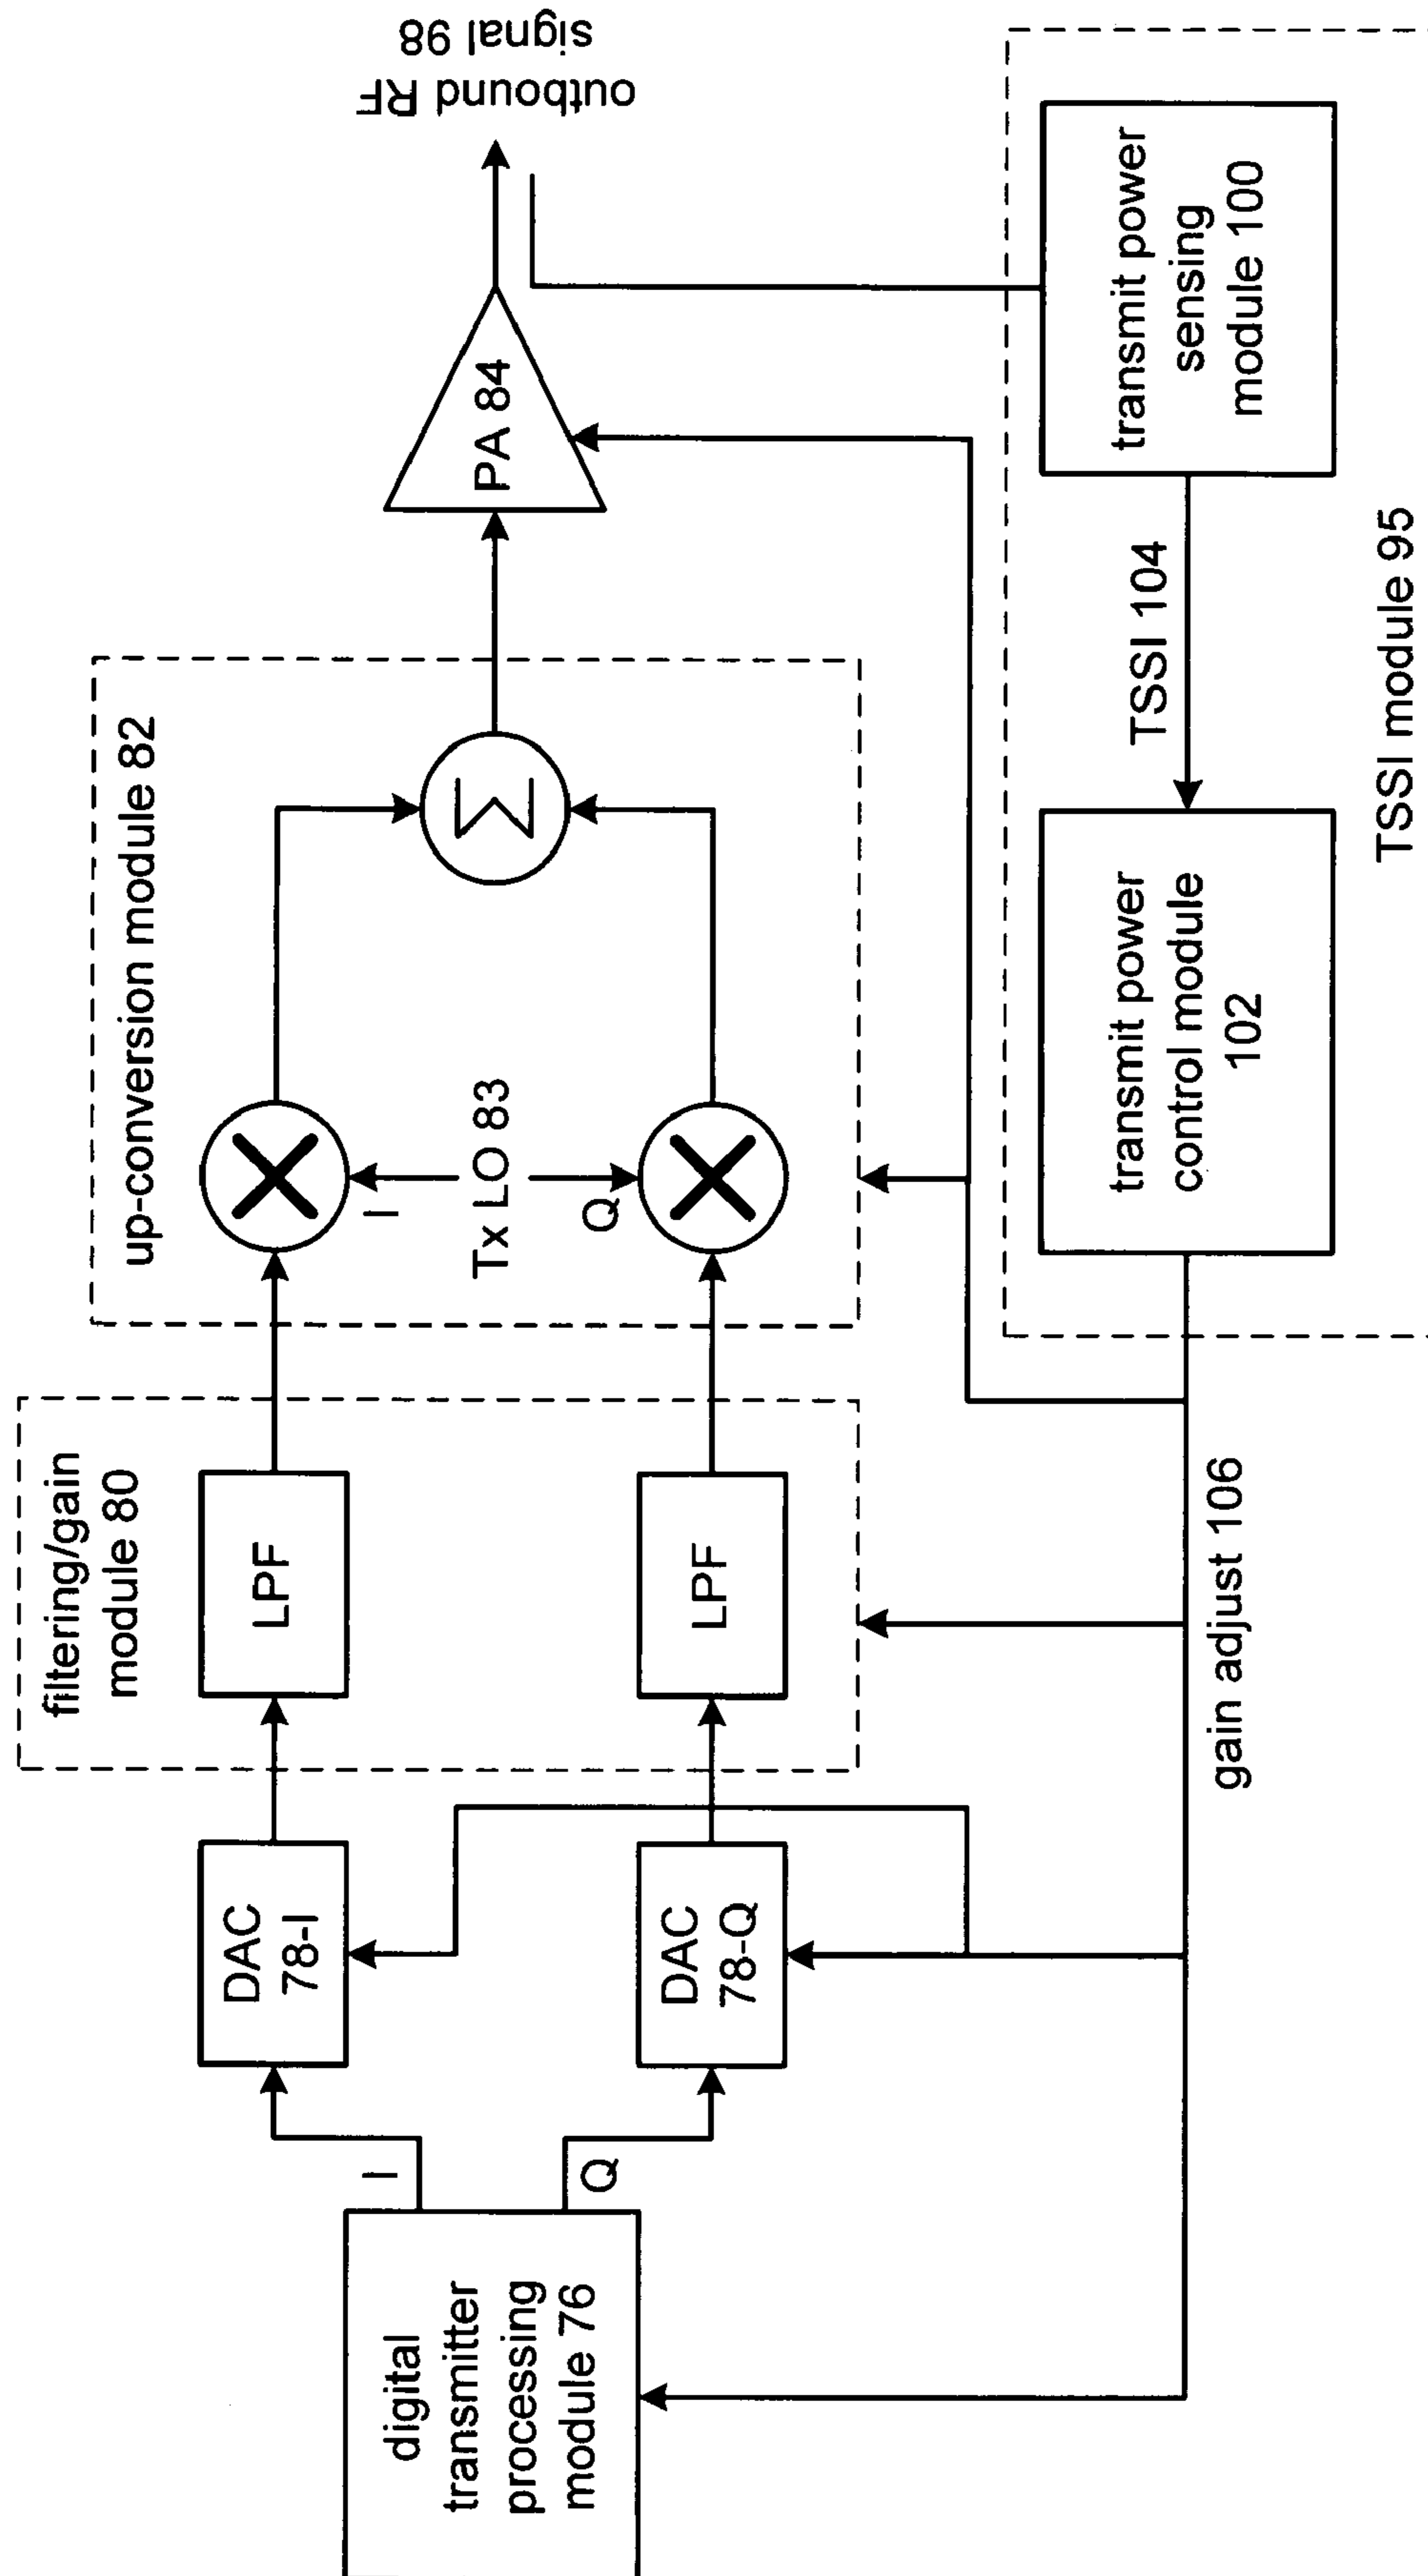 outbound RF
signal 98
up-conversion module 82
filtering/gain
module 80
PA 84
Σ
Tx LO 83
I
Q
LPF
LPF
DAC
78-I
DAC
78-Q
I
Q
digital
transmitter
processing
module 76
transmit power
sensing
module 100
TSSI 104
transmit power
control module
102
TSSI module 95
gain adjust 106